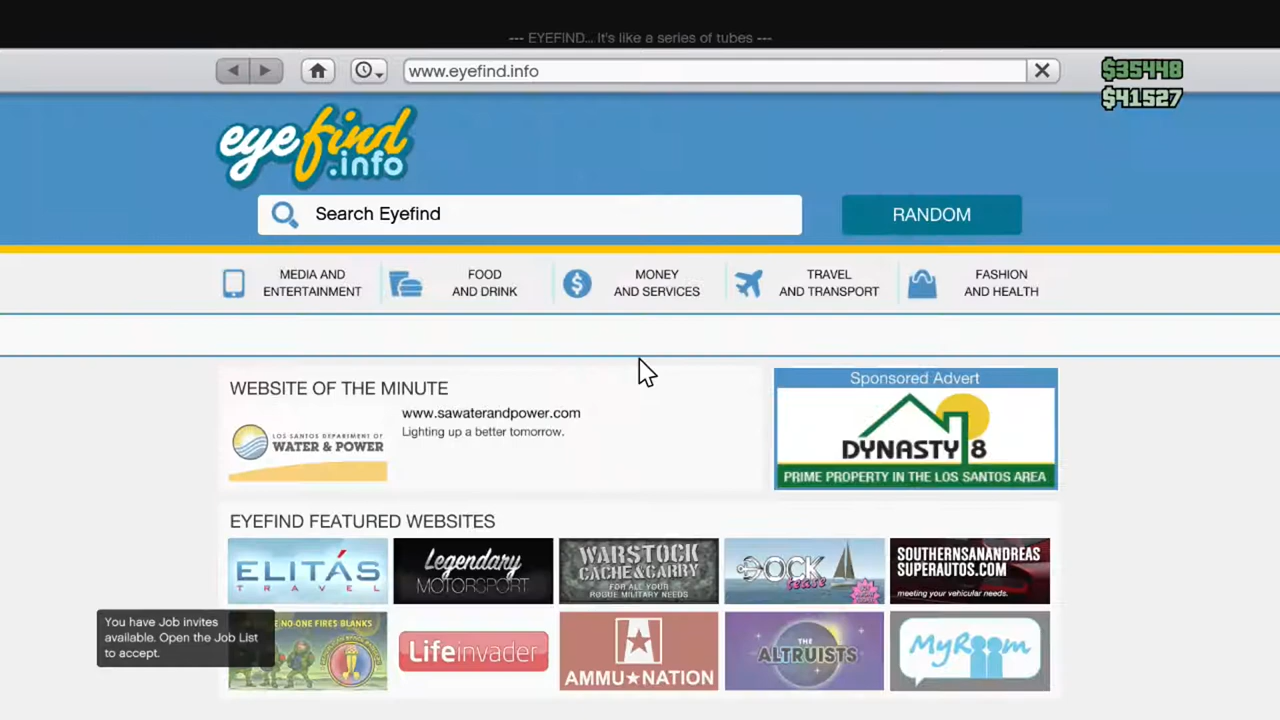 --- EYEFIND... It's like a series of tubes ---
www.eyefind.info
$35448
$41527
eyefind
.info
Search Eyefind
RANDOM
MEDIA AND
ENTERTAINMENT
FOOD
AND DRINK
MONEY
AND SERVICES
TRAVEL
AND TRANSPORT
FASHION
AND HEALTH
WEBSITE OF THE MINUTE
LOS SANTOS DEPARTMENT OF
WATER & POWER
www.sawaterandpower.com
Lighting up a better tomorrow.
Sponsored Advert
DYNASTY 8
PRIME PROPERTY IN THE LOS SANTOS AREA
EYEFIND FEATURED WEBSITES
ELITÁS
TRAVEL
Legendary
MOTORSPORT
WARSTOCK
CACHE & CARRY
FOR ALL YOUR
ROGUE MILITARY NEEDS
DOCK
tease
SOUTHERNSANANDREAS
SUPERAUTOS.COM
meeting your vehicular needs.
You have Job invites
available. Open the Job List
to accept.
NO-ONE FIRES BLANKS
Lifeinvader
AMMU★NATION
THE
ALTRUISTS
MyRoom